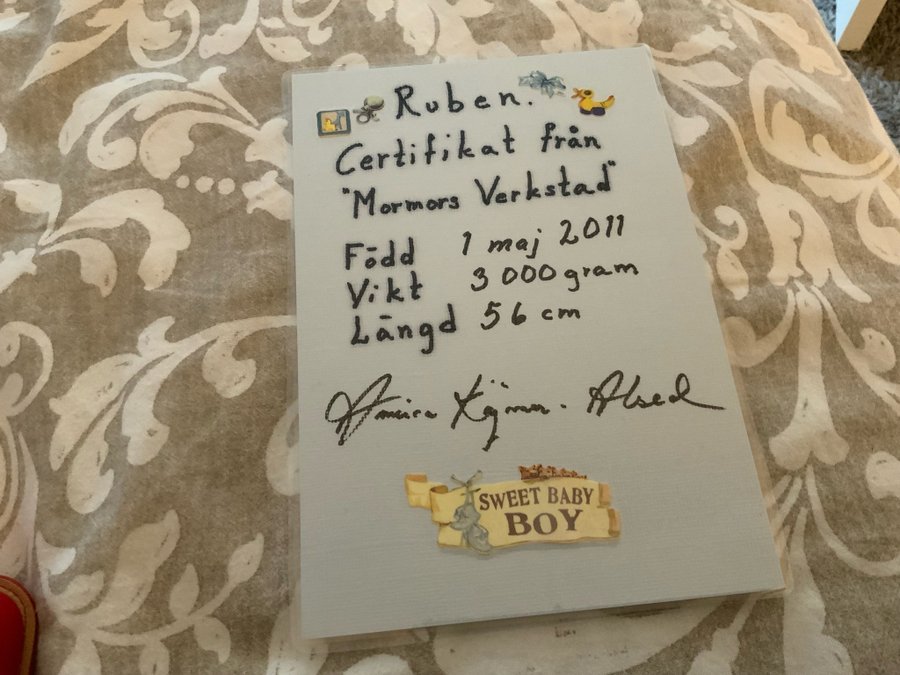 Ruben.
Certifikat från
"Mormors Verkstad"
Född 1 maj 2011
Vikt 3 000 gram
Längd 56 cm
SWEET BABY
BOY